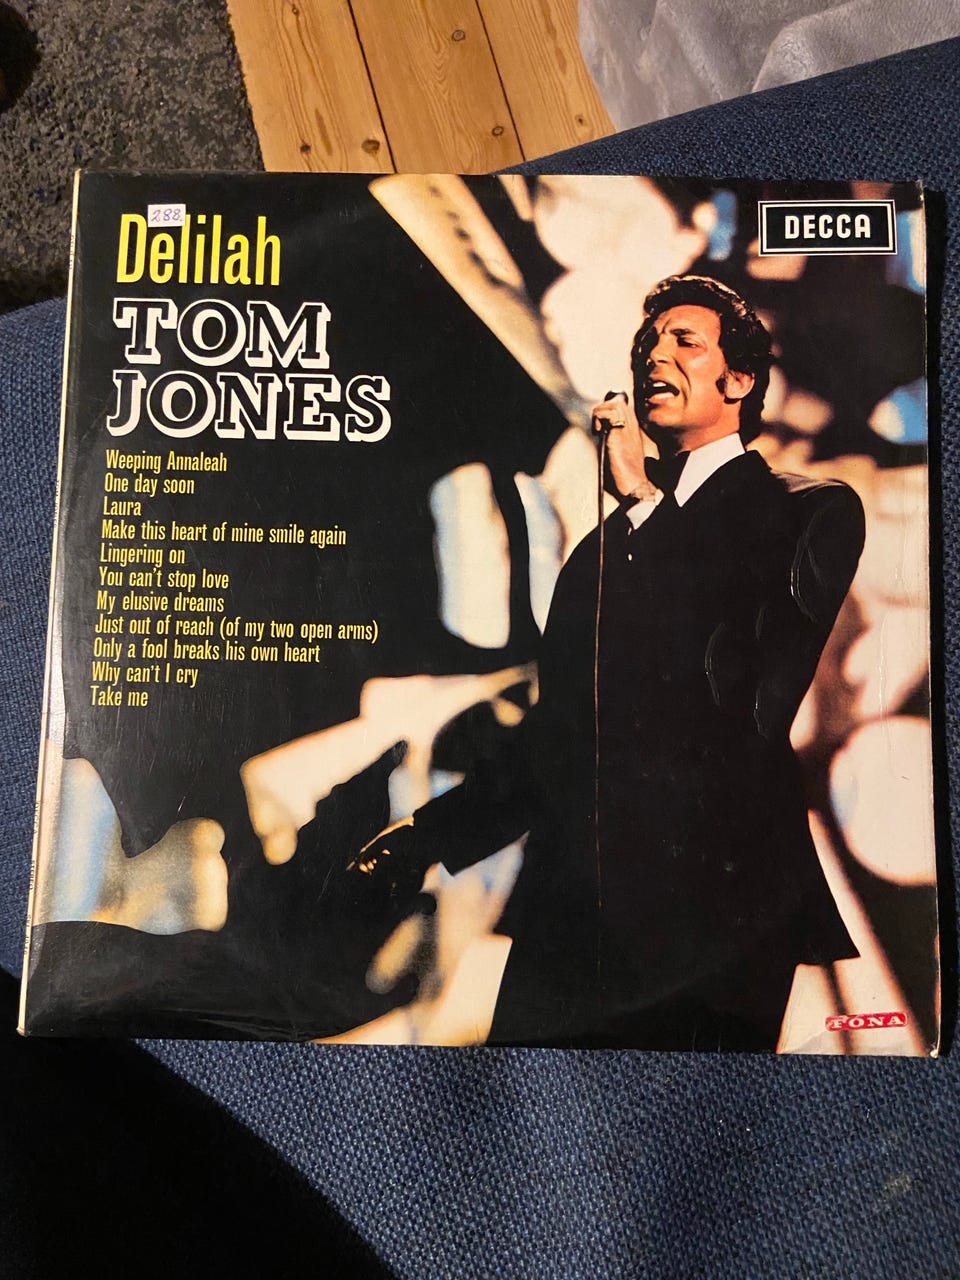 288.
Delilah
DECCA
TOM
JONES
Weeping Annaleah
One day soon
Laura
Make this heart of mine smile again
Lingering on
You can't stop love
My elusive dreams
Just out of reach (of my two open arms)
Only a fool breaks his own heart
Why can't I cry
Take me
FONA